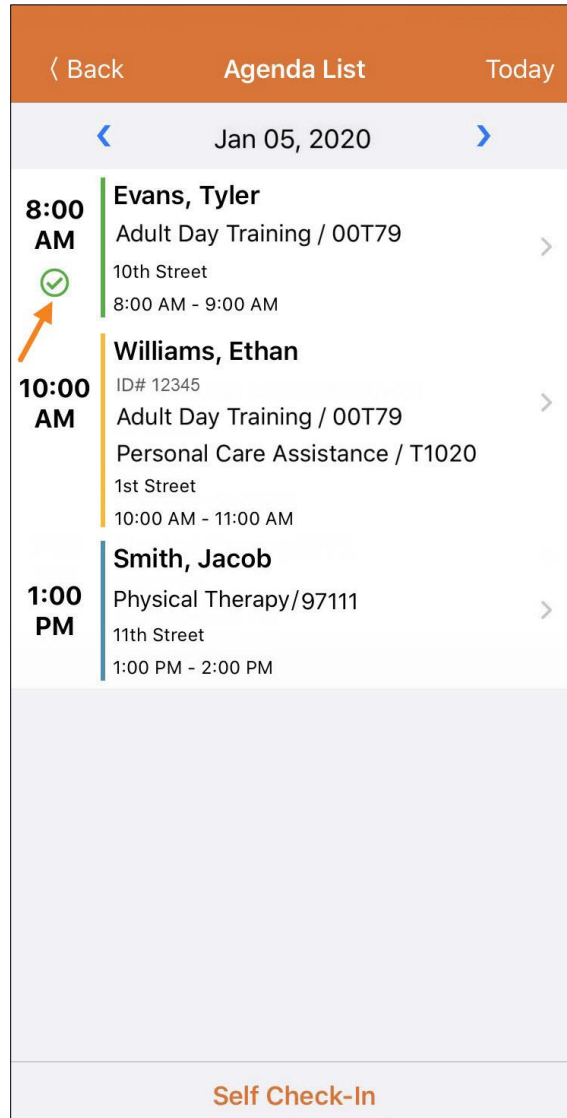 Back Agenda List Today
Jan 05, 2020
8:00
AM
Evans, Tyler
Adult Day Training / 00T79
10th Street
8:00 AM - 9:00 AM
10:00
AM
Williams, Ethan
ID# 12345
Adult Day Training / 00T79
Personal Care Assistance / T1020
1st Street
10:00 AM - 11:00 AM
1:00
PM
Smith, Jacob
Physical Therapy/97111
11th Street
1:00 PM - 2:00 PM
Self Check-In